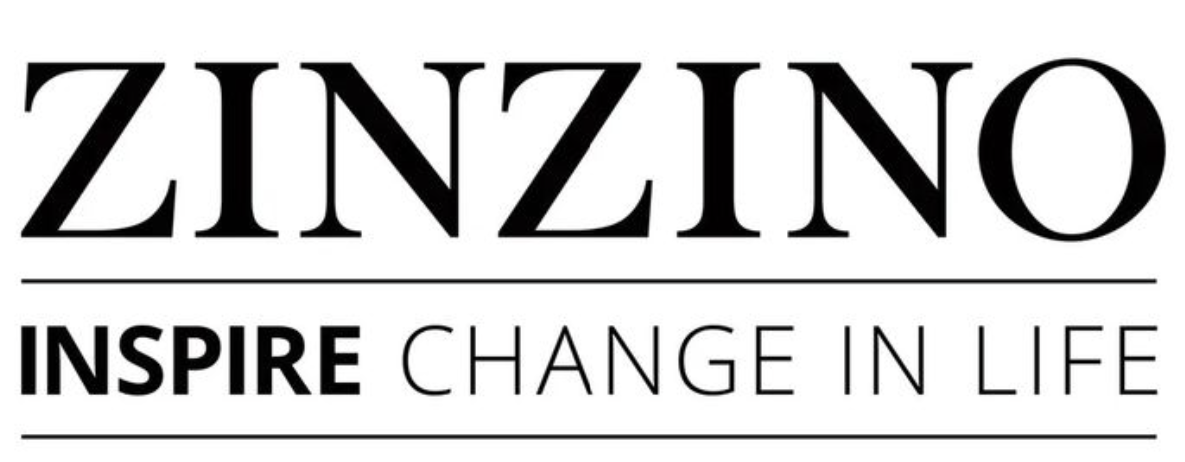 ZINZINO
INSPIRE CHANGE IN LIFE